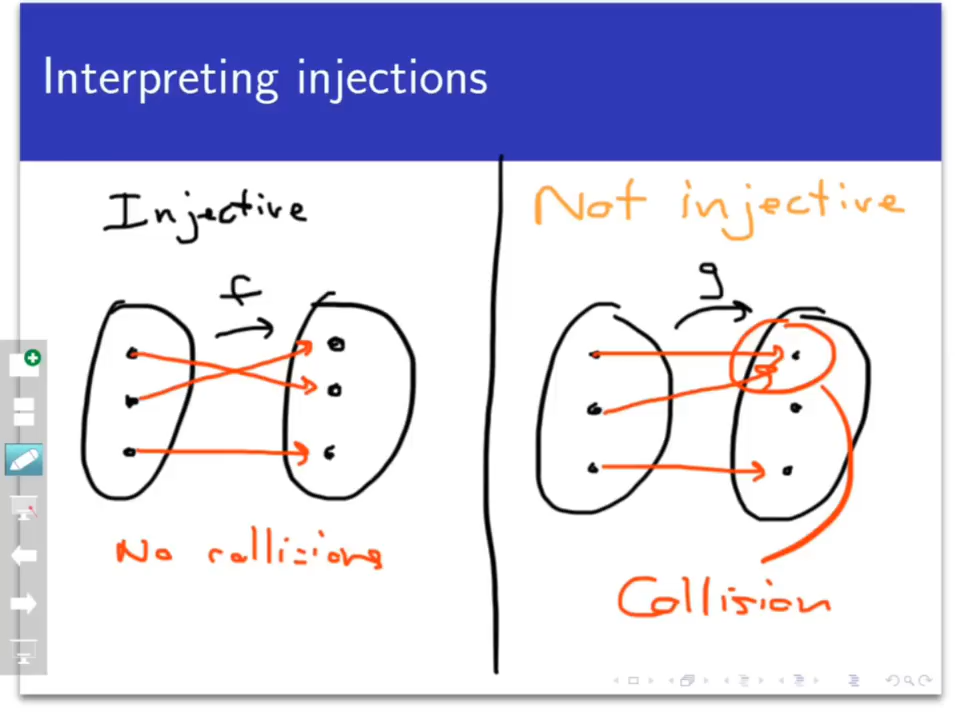 Interpreting injections
Injective
f
No collisions
Not injective
g
Collision